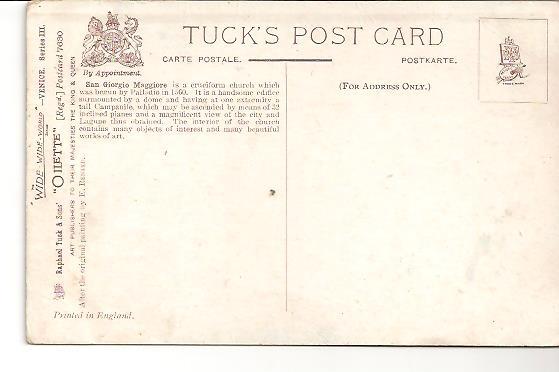 TUCK'S POST CARD
CARTE POSTALE.
POSTKARTE.
By Appointment.
(FOR ADDRESS ONLY.)
San Giorgio Maggiore is a cruciform church which
was begun by Palladio in 1560. It is a handsome edifice
surmounted by a dome and having at one extremity a
tall Campanile, which may be ascended by means of 32
inclined planes and a magnificent view of the city and
Lagune thus obtained. The interior of the church
contains many objects of interest and many beautiful
works of art.
"WIDE-WIDE-WORLD"—VENICE. Series III.
Raphael Tuck & Sons' "OILETTE" [Regd.] Postcard 7630
ART PUBLISHERS TO THEIR MAJESTIES THE KING & QUEEN
After the original painting by E.
Printed in England.